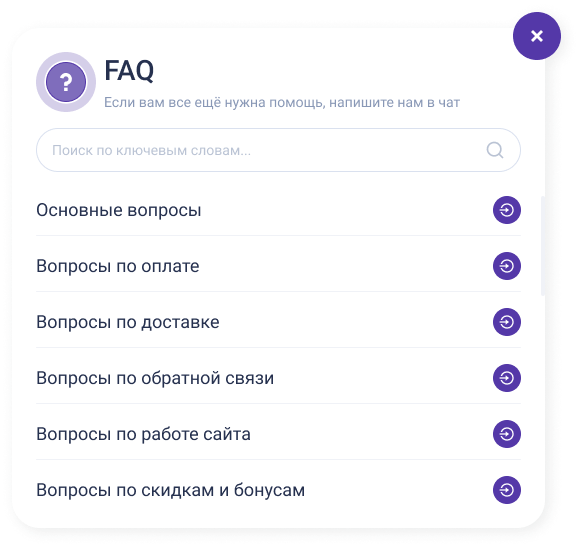 ?
FAQ
Если вам все ещё нужна помощь, напишите нам в чат
Поиск по ключевым словам...
Основные вопросы
Вопросы по оплате
Вопросы по доставке
Вопросы по обратной связи
Вопросы по работе сайта
Вопросы по скидкам и бонусам